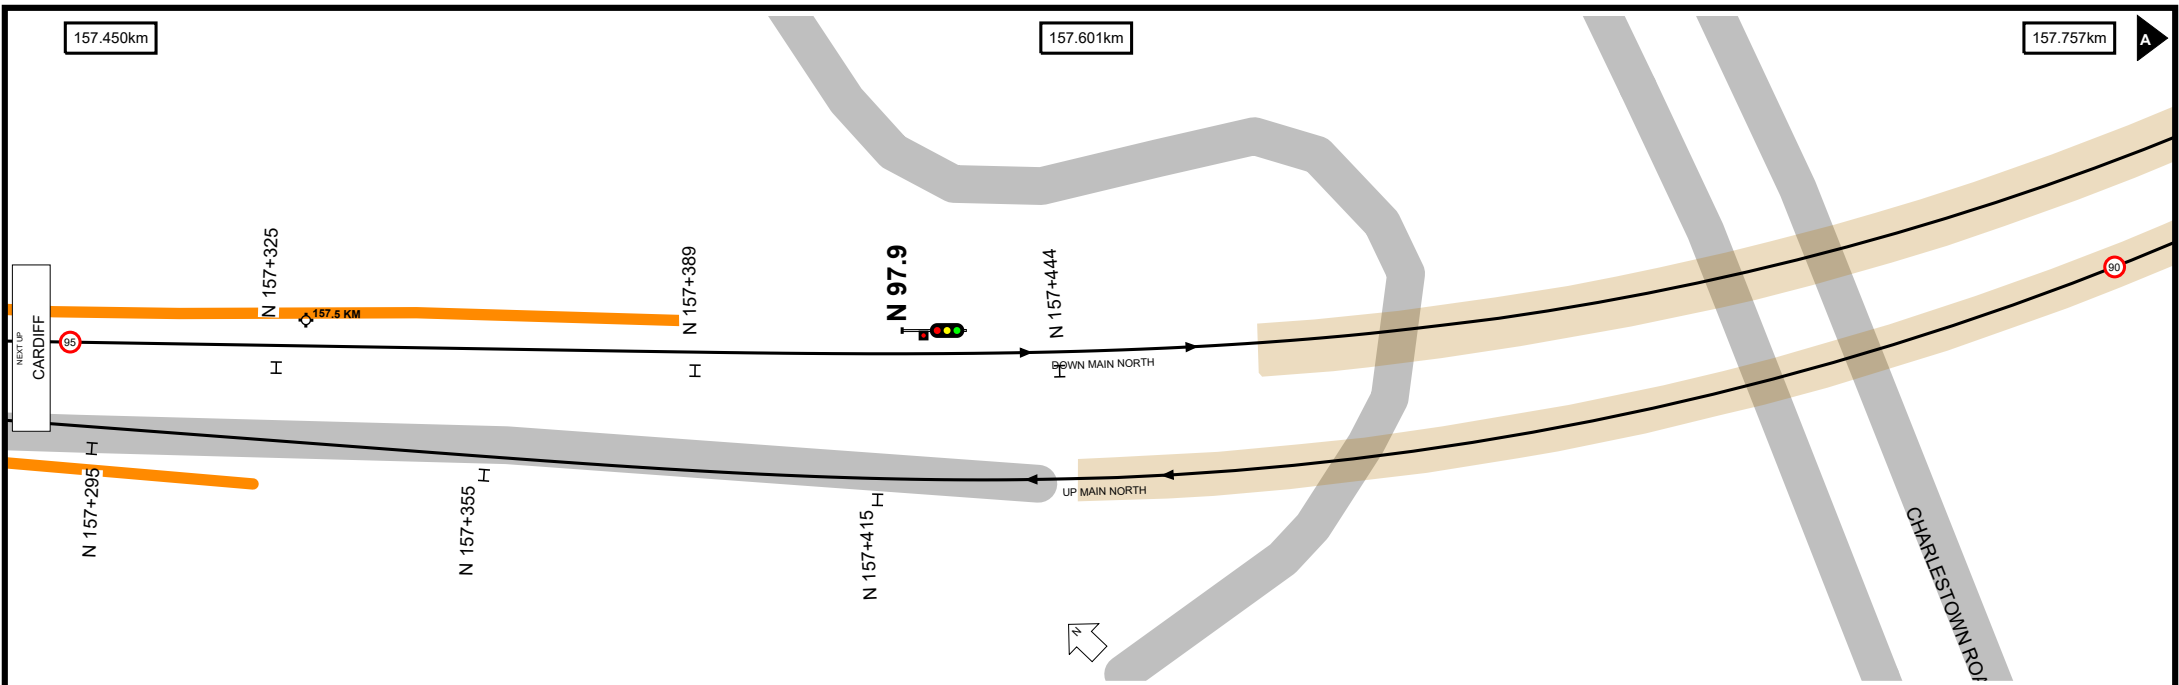 157.450km
157.601km
157.757km
A
N 157+325
N 157+389
N 97.9
N 157+444
157.5 KM
NEXT UP
CARDIFF
95
90
DOWN MAIN NORTH
UP MAIN NORTH
N 157+295
N 157+355
N 157+415
CHARLESTOWN ROA
N